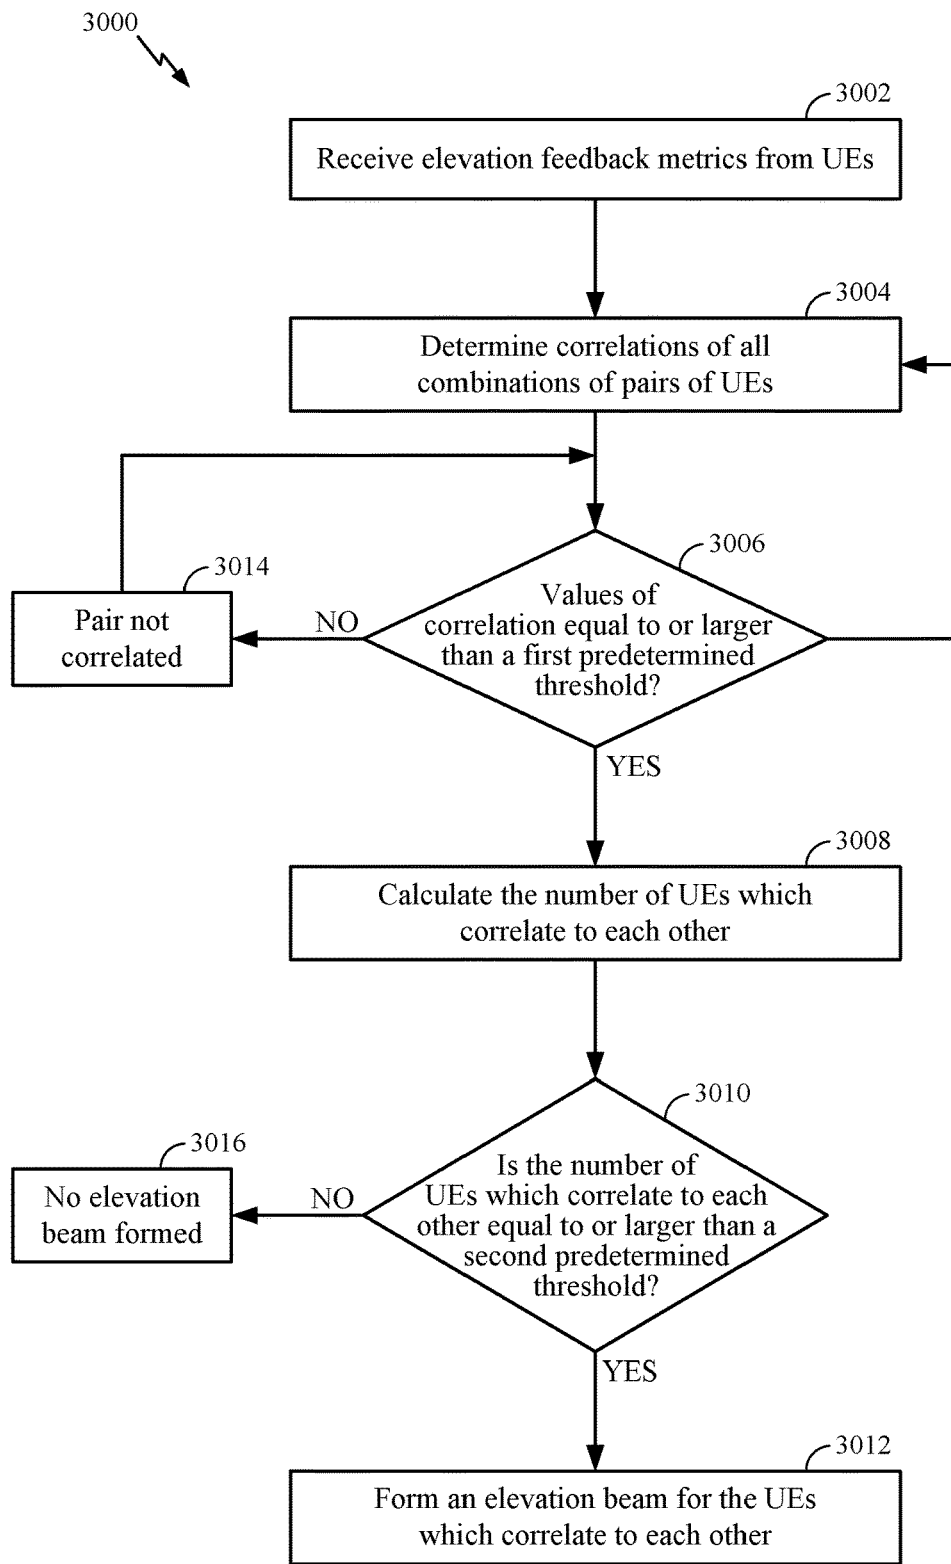 3000
3002
Receive elevation feedback metrics from UEs
3004
Determine correlations of all
combinations of pairs of UEs
3006
Values of
correlation equal to or larger
than a first predetermined
threshold?
NO
3014
Pair not
correlated
YES
3008
Calculate the number of UEs which
correlate to each other
3010
Is the number of
UEs which correlate to each
other equal to or larger than a
second predetermined
threshold?
NO
3016
No elevation
beam formed
YES
3012
Form an elevation beam for the UEs
which correlate to each other